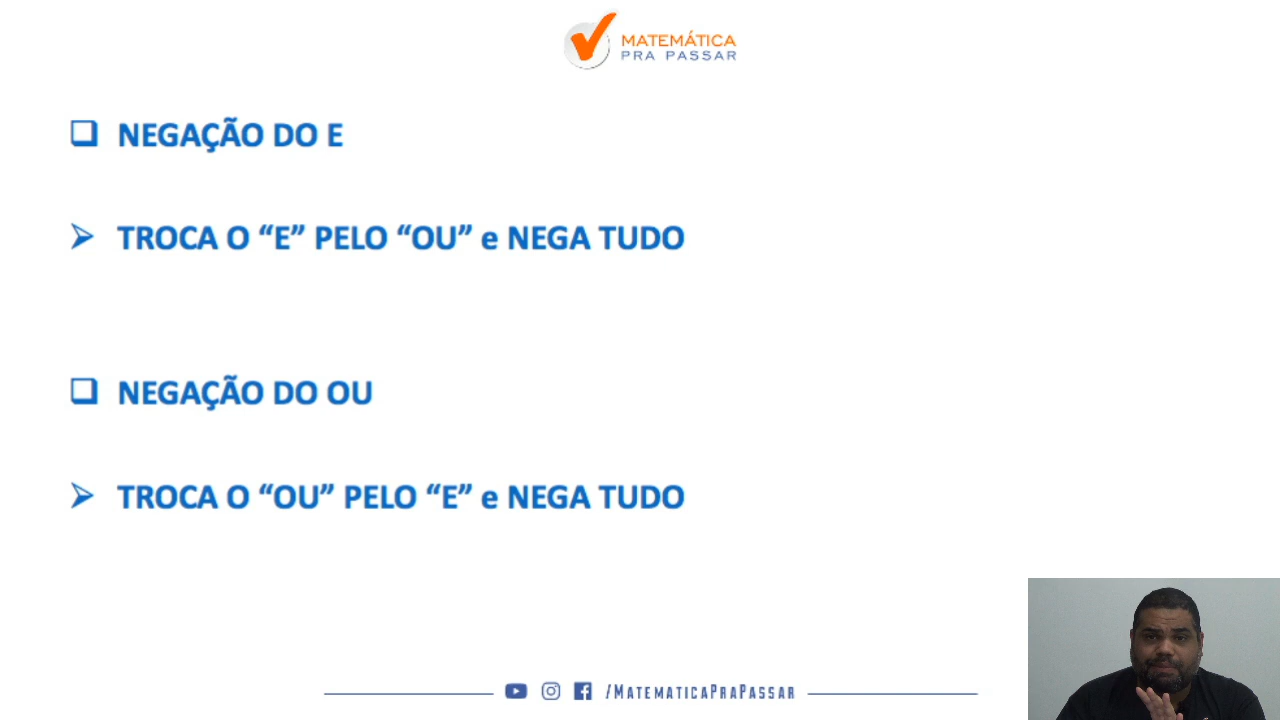 MATEMÁTICA
PRA PASSAR
NEGAÇÃO DO E
TROCA O “E” PELO “OU” e NEGA TUDO
NEGAÇÃO DO OU
TROCA O “OU” PELO “E” e NEGA TUDO
/MATEMATICAPRAPASSAR